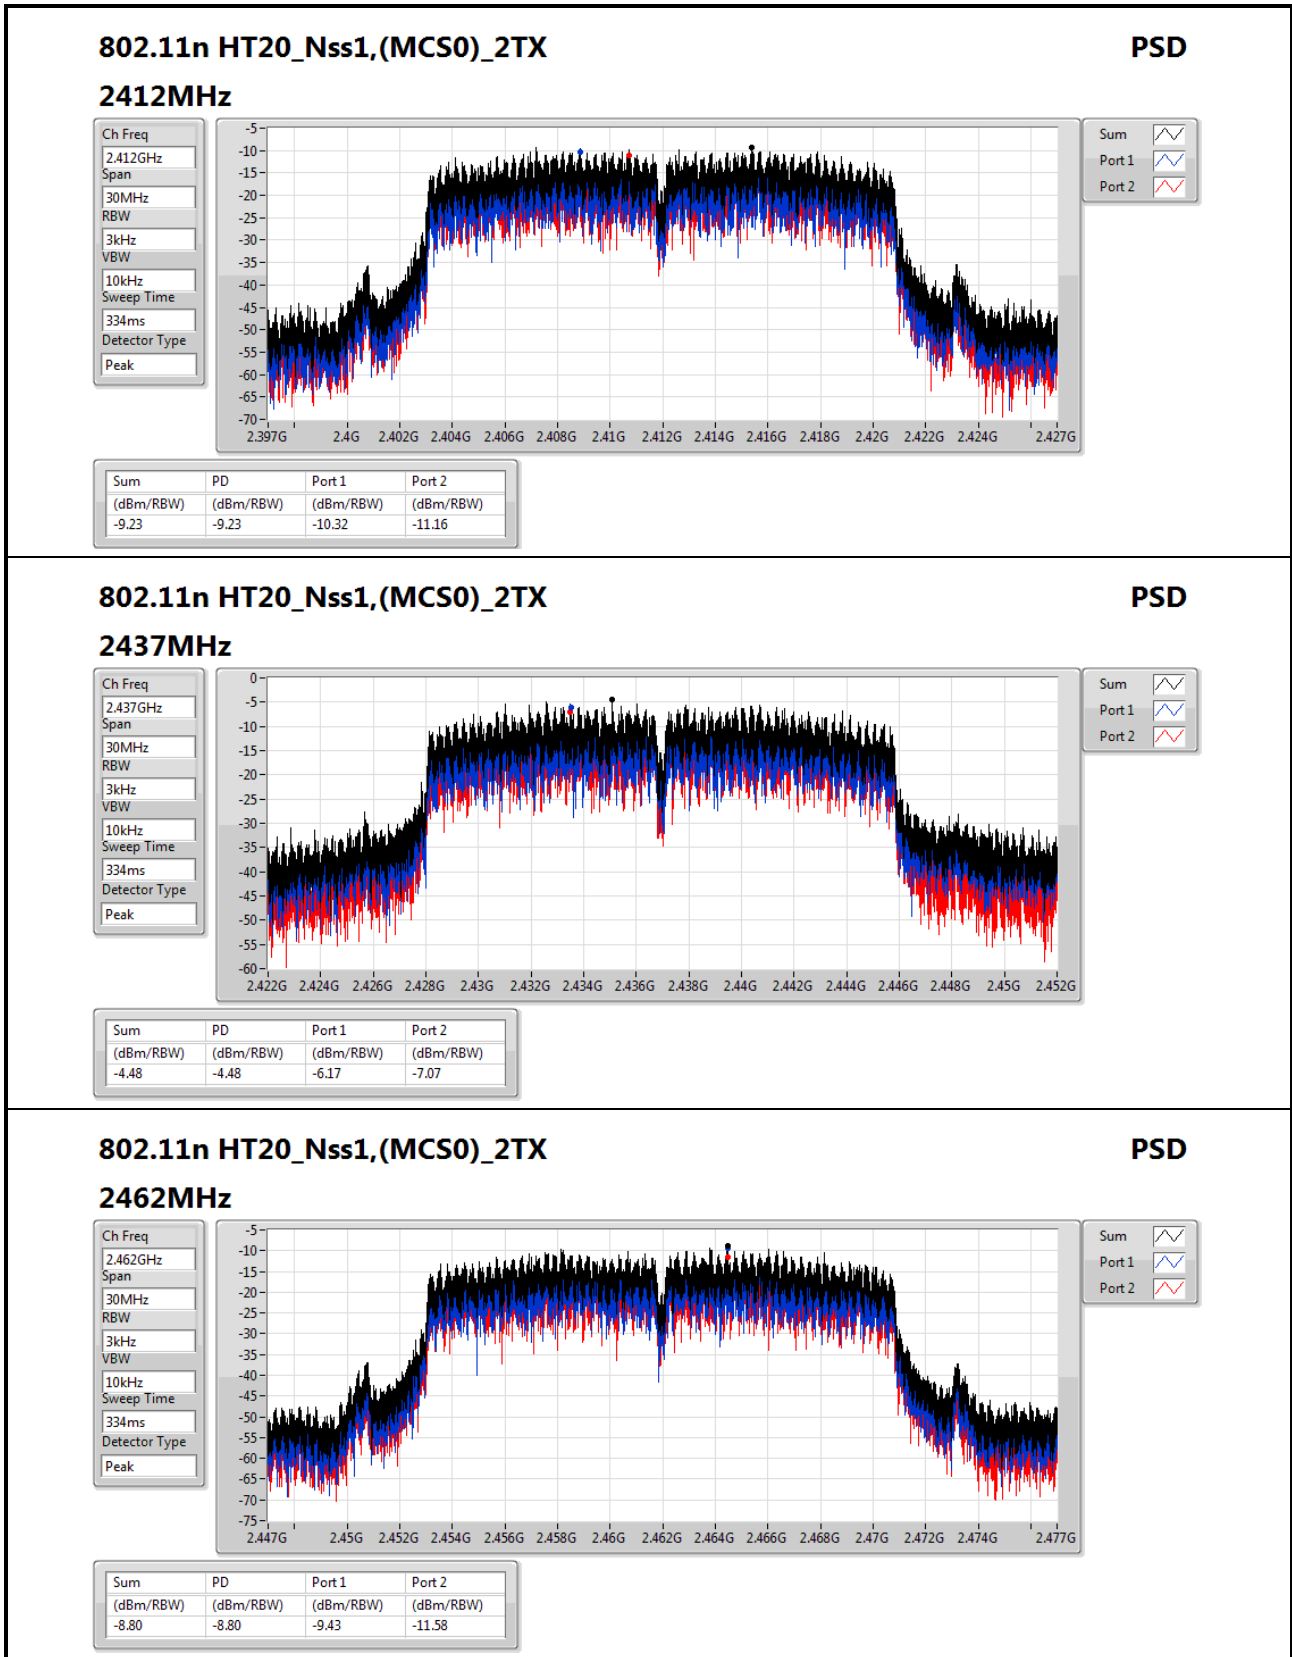 802.11n HT20_Nss1,(MCS0)_2TX PSD
2412MHz
Ch Freq
2.412GHz
Span
30MHz
RBW
3kHz
VBW
10kHz
Sweep Time
334ms
Detector Type
Peak
-5
-10
-15
-20
-25
-30
-35
-40
-45
-50
-55
-60
-65
-70
2.397G 2.4G 2.402G 2.404G 2.406G 2.408G 2.41G 2.412G 2.414G 2.416G 2.418G 2.42G 2.422G 2.424G 2.427G
Sum
Port 1
Port 2
Sum PD Port 1 Port 2
(dBm/RBW) (dBm/RBW) (dBm/RBW) (dBm/RBW)
-9.23 -9.23 -10.32 -11.16
802.11n HT20_Nss1,(MCS0)_2TX PSD
2437MHz
Ch Freq
2.437GHz
Span
30MHz
RBW
3kHz
VBW
10kHz
Sweep Time
334ms
Detector Type
Peak
0
-5
-10
-15
-20
-25
-30
-35
-40
-45
-50
-55
-60
2.422G 2.424G 2.426G 2.428G 2.43G 2.432G 2.434G 2.436G 2.438G 2.44G 2.442G 2.444G 2.446G 2.448G 2.45G 2.452G
Sum
Port 1
Port 2
Sum PD Port 1 Port 2
(dBm/RBW) (dBm/RBW) (dBm/RBW) (dBm/RBW)
-4.48 -4.48 -6.17 -7.07
802.11n HT20_Nss1,(MCS0)_2TX PSD
2462MHz
Ch Freq
2.462GHz
Span
30MHz
RBW
3kHz
VBW
10kHz
Sweep Time
334ms
Detector Type
Peak
-5
-10
-15
-20
-25
-30
-35
-40
-45
-50
-55
-60
-65
-70
-75
2.447G 2.45G 2.452G 2.454G 2.456G 2.458G 2.46G 2.462G 2.464G 2.466G 2.468G 2.47G 2.472G 2.474G 2.477G
Sum
Port 1
Port 2
Sum PD Port 1 Port 2
(dBm/RBW) (dBm/RBW) (dBm/RBW) (dBm/RBW)
-8.80 -8.80 -9.43 -11.58